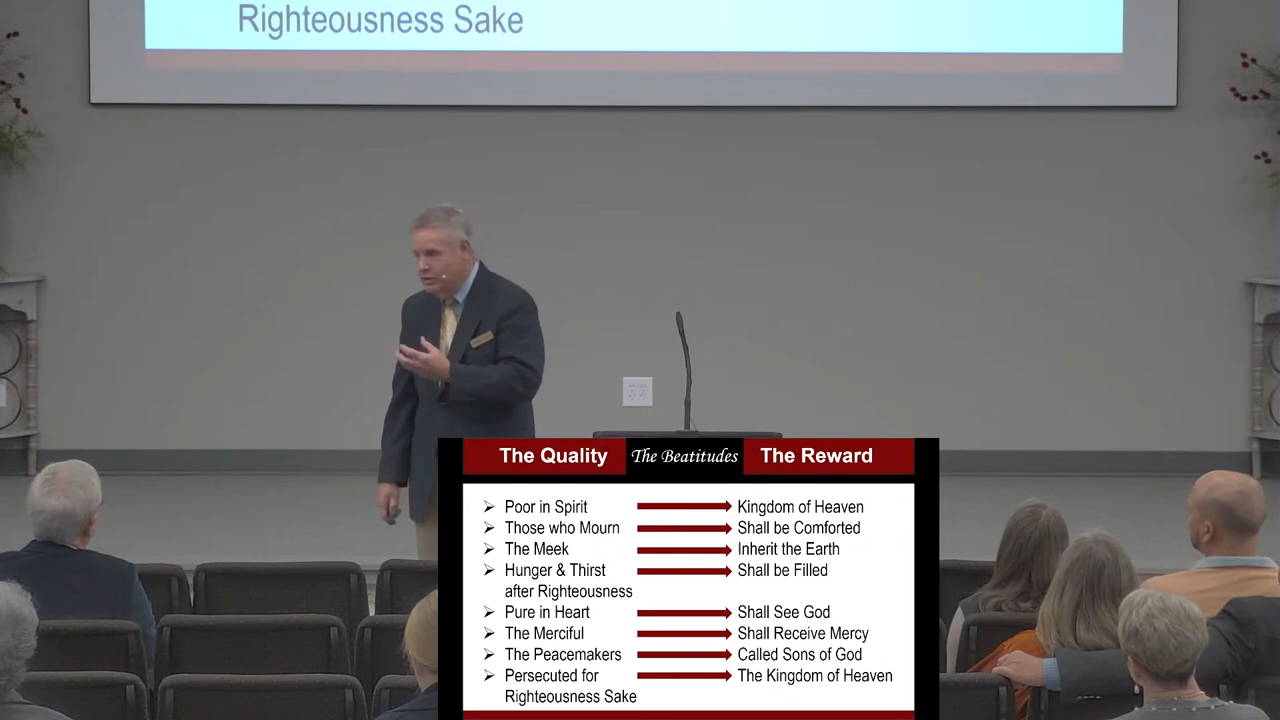 Righteousness Sake
The Quality The Beatitudes The Reward
➢ Poor in Spirit Kingdom of Heaven
➢ Those who Mourn Shall be Comforted
➢ The Meek Inherit the Earth
➢ Hunger & Thirst Shall be Filled
after Righteousness
➢ Pure in Heart Shall See God
➢ The Merciful Shall Receive Mercy
➢ The Peacemakers Called Sons of God
➢ Persecuted for The Kingdom of Heaven
Righteousness Sake